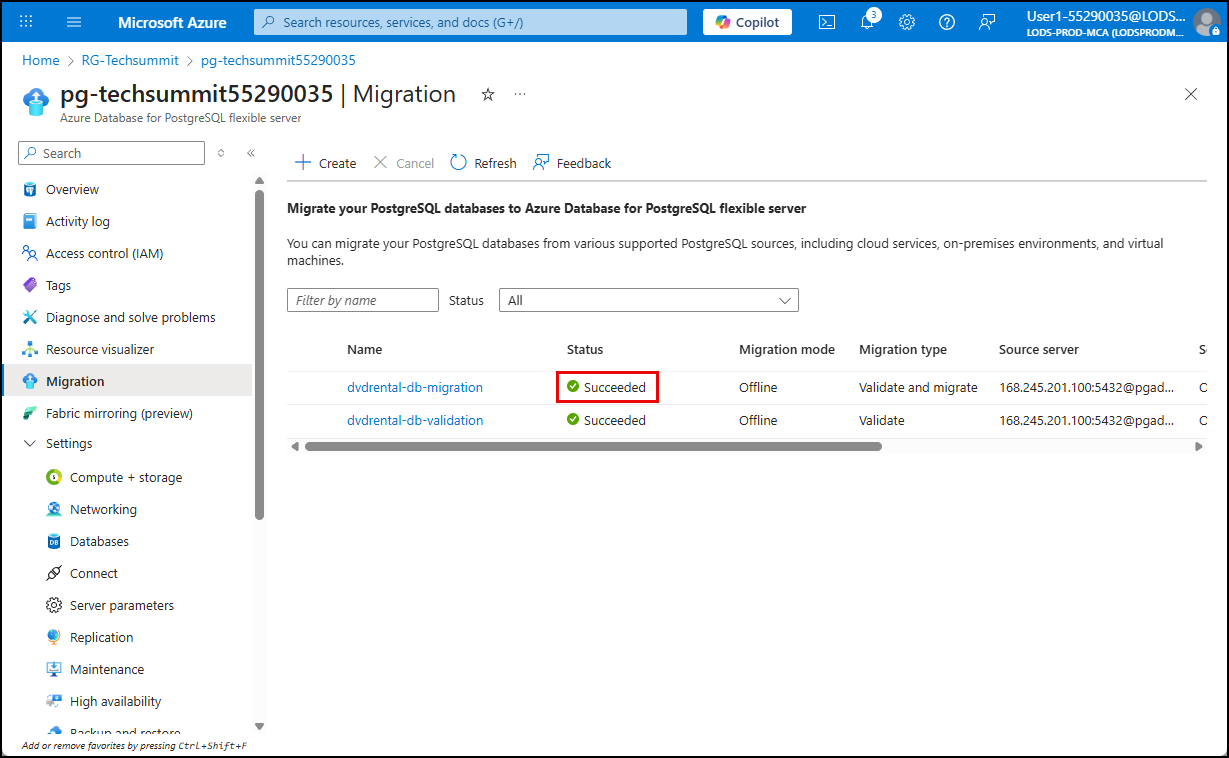 Microsoft Azure
Search resources, services, and docs (G+/)
Copilot
3
User1-55290035@LODS...
LODS-PROD-MCA (LODSPRODM...
Home > RG-Techsummit > pg-techsummit55290035
pg-techsummit55290035 | Migration
Azure Database for PostgreSQL flexible server
Search
Overview
Activity log
Access control (IAM)
Tags
Diagnose and solve problems
Resource visualizer
Migration
Fabric mirroring (preview)
Settings
Compute + storage
Networking
Databases
Connect
Server parameters
Replication
Maintenance
High availability
Backup and restore
Add or remove favorites by pressing Ctrl+Shift+F
Create Cancel Refresh Feedback
Migrate your PostgreSQL databases to Azure Database for PostgreSQL flexible server
You can migrate your PostgreSQL databases from various supported PostgreSQL sources, including cloud services, on-premises environments, and virtual
machines.
Filter by name Status All
Name Status Migration mode Migration type Source server
dvdrental-db-migration Succeeded Offline Validate and migrate 168.245.201.100:5432@pgad...
dvdrental-db-validation Succeeded Offline Validate 168.245.201.100:5432@pgad...